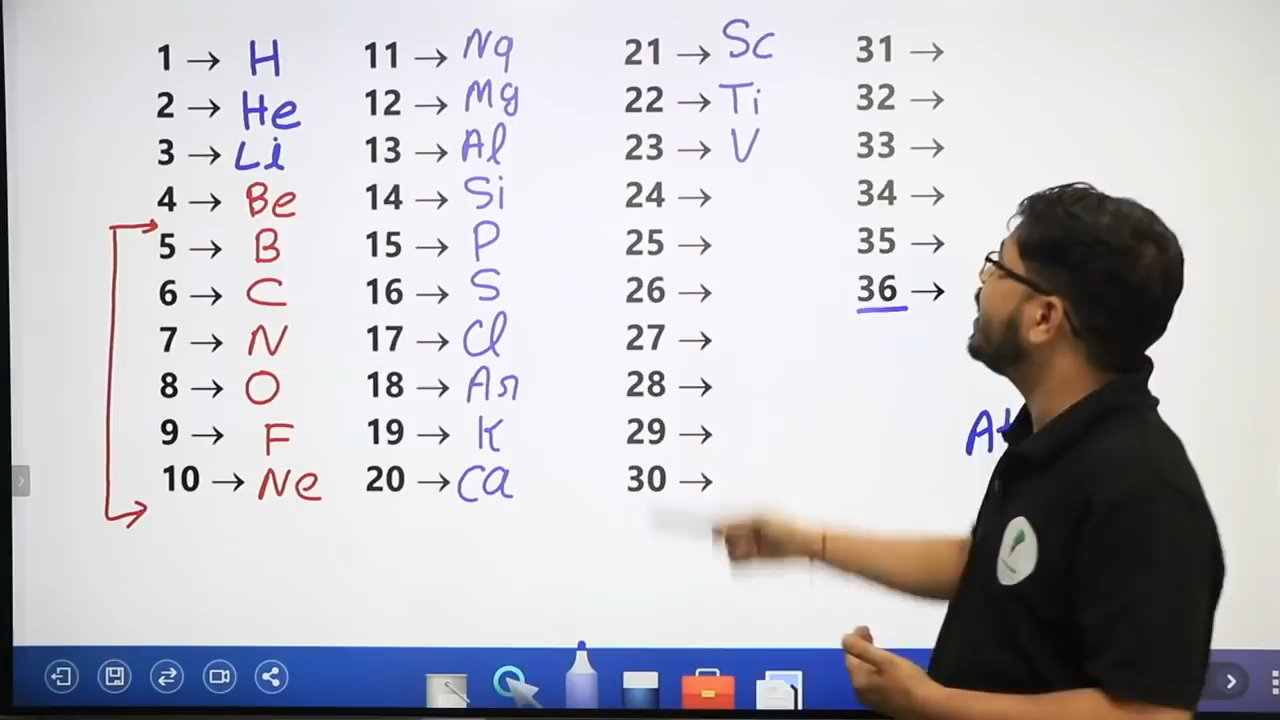 1 → H
2 → He
3 → Li
4 → Be
5 → B
6 → C
7 → N
8 → O
9 → F
10 → Ne
11 → Na
12 → Mg
13 → Al
14 → Si
15 → P
16 → S
17 → Cl
18 → Ar
19 → K
20 → Ca
21 → Sc
22 → Ti
23 → V
24 →
25 →
26 →
27 →
28 →
29 →
30 →
31 →
32 →
33 →
34 →
35 →
36 →